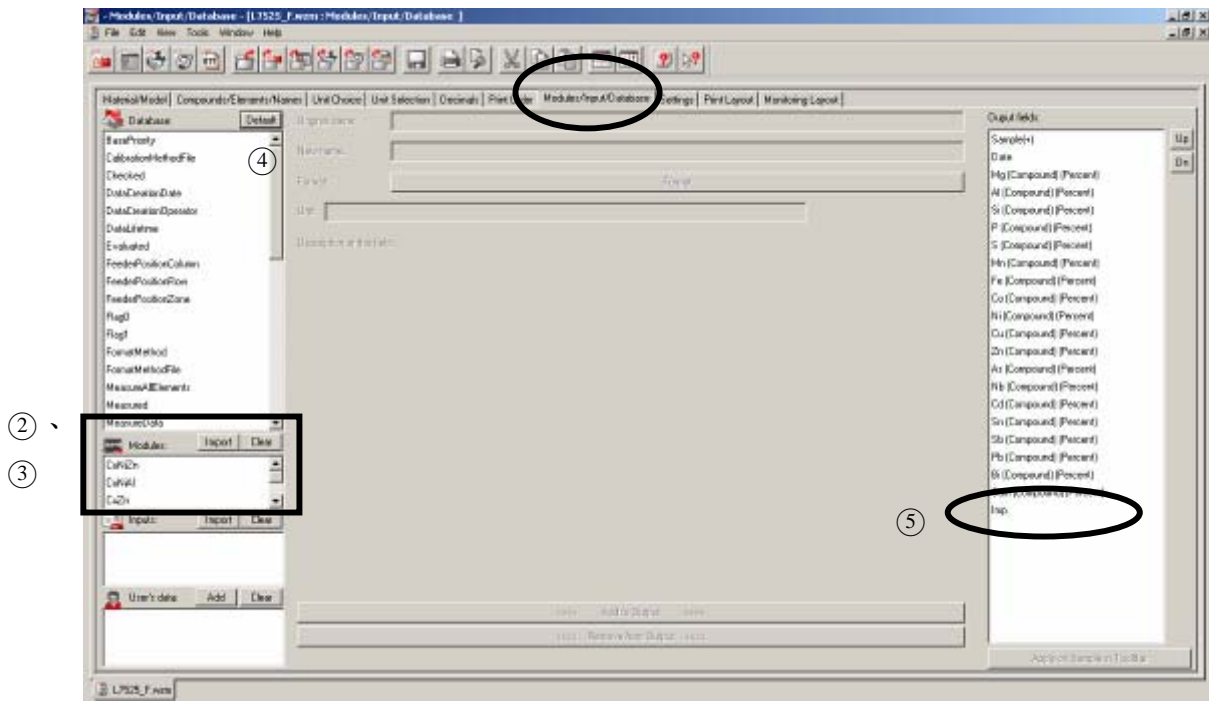 - Modules/Input/Database - [L7525_F.wzm : Modules/Input/Database ]
File Edit View Tools Window Help
Material/Model Compounds/Elements/Names Unit Choice Unit Selection Decimals Print Order Modules/Input/Database Settings Print Layout Monitoring Layout
Database Default
BasePriority
CalibrationMethodFile
Checked
DataCreationDate
DataCreationOperator
DataLifetime
Evaluated
FeederPositionColumn
FeederPositionRow
FeederPositionZone
Flag0
Flag1
FormatMethod
FormatMethodFile
MeasureAllElements
Measured
MeasureData
④
② 、
③
Modules: Import Clear
CuNiZn
CuNiAl
CuZn
Inputs: Import Clear
User's data Add Clear
Original name
New name
Format Format
Unit
Description of the field
<<<< Add to Output >>>>
<<<< Remove from Output <<<<
Ouput fields:
Up
Dn
Sample(+)
Date
Mg (Compound) (Percent)
Al (Compound) (Percent)
Si (Compound) (Percent)
P (Compound) (Percent)
S (Compound) (Percent)
Mn (Compound) (Percent)
Fe (Compound) (Percent)
Co (Compound) (Percent)
Ni (Compound) (Percent)
Cu (Compound) (Percent)
Zn (Compound) (Percent)
As (Compound) (Percent)
Nb (Compound) (Percent)
Cd (Compound) (Percent)
Sn (Compound) (Percent)
Sb (Compound) (Percent)
Pb (Compound) (Percent)
Bi (Compound) (Percent)
(Compound) (Percent)
Imp.
⑤
L7525_F.wzm